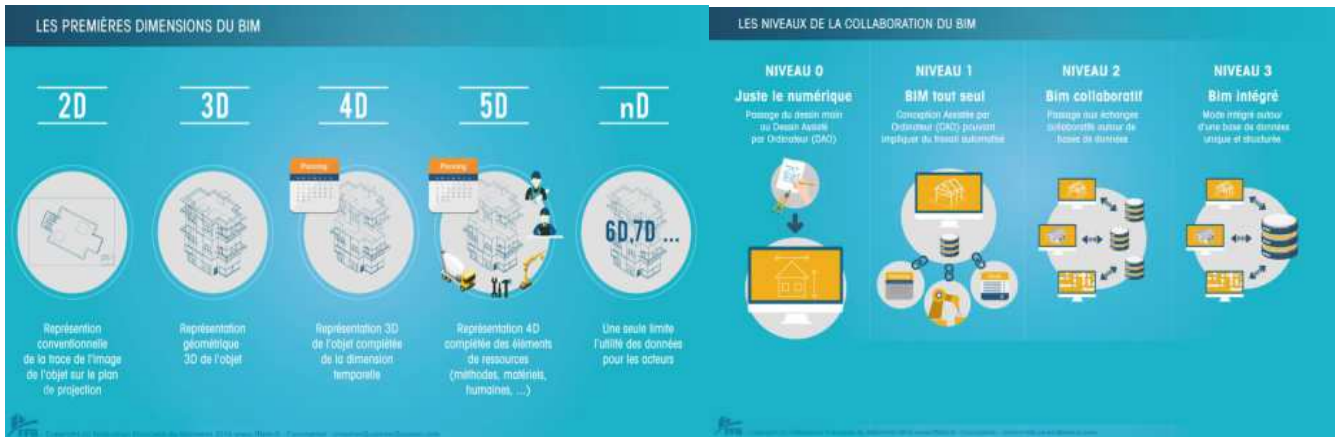 LES PREMIÈRES DIMENSIONS DU BIM
2D
3D
4D
5D
nD
Planning
Planning
6D,7D ...
Représention
conventionnelle
de la trace de l'image
de l'objet sur le plan
de projection
Représentation
géométrique
3D de l'objet
Représentation 3D
de l'objet complétée
de la dimension
temporelle
Représentation 4D
complétée des éléments
de ressources
(méthodes, matériels,
humaines, ...)
Une seule limite
l'utilité des données
pour les acteurs
FFB
LES NIVEAUX DE LA COLLABORATION DU BIM
NIVEAU 0
Juste le numérique
Passage du dessin main
au Dessin Assisté
par Ordinateur (DAO)
NIVEAU 1
BIM tout seul
Conception Assistée par
Ordinateur (CAO) pouvant
impliquer du travail automatisé
NIVEAU 2
Bim collaboratif
Passage aux échanges
collaboratifs autour de
bases de données
NIVEAU 3
Bim intégré
Mode intégré autour
d'une base de données
unique et structurée
FFB